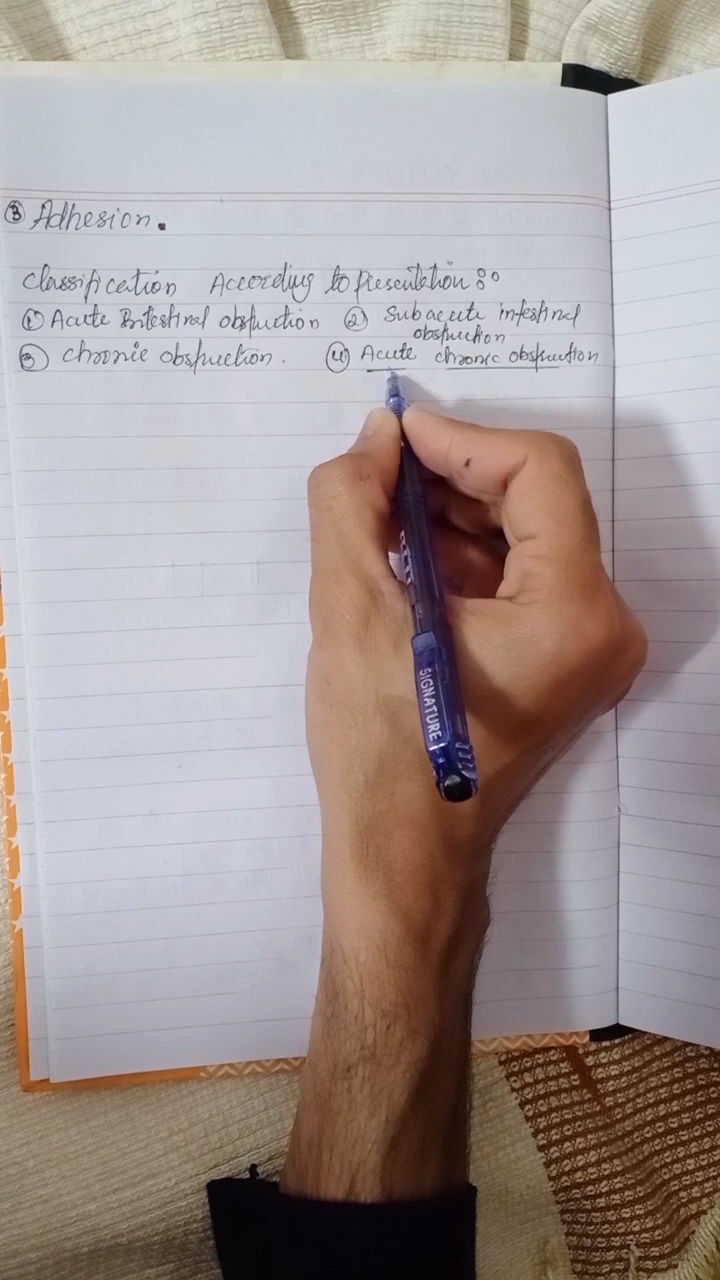 ③ Adhesion.
Classification According to Presentation :
① Acute Intestinal obstruction ② Subacute intestinal obstruction
③ chronic obstruction. ④ Acute chronic obstruction
SIGNATURE